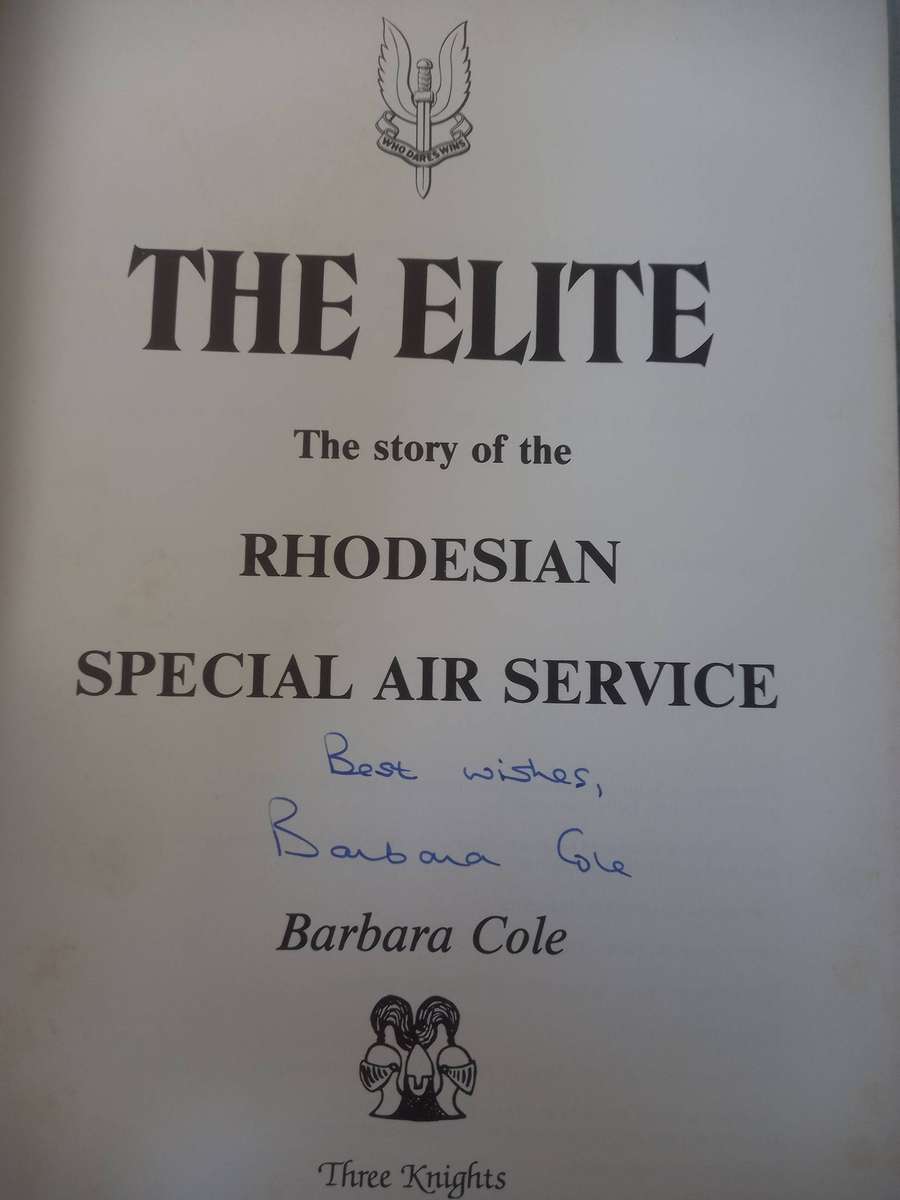 WHO DARES WINS
THE ELITE
The story of the
RHODESIAN
SPECIAL AIR SERVICE
Best wishes,
Barbara Cole
Barbara Cole
Three Knights